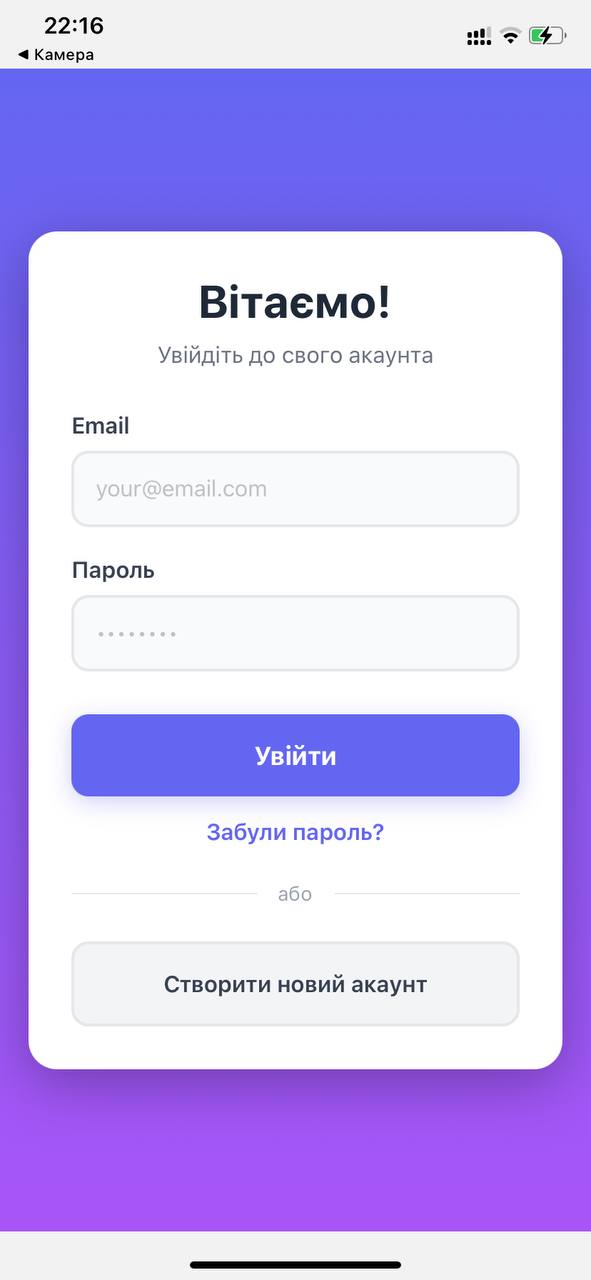 22:16
◀ Камера
Вітаємо!
Увійдіть до свого акаунта
Email
your@email.com
Пароль
••••••••
Увійти
Забули пароль?
або
Створити новий акаунт